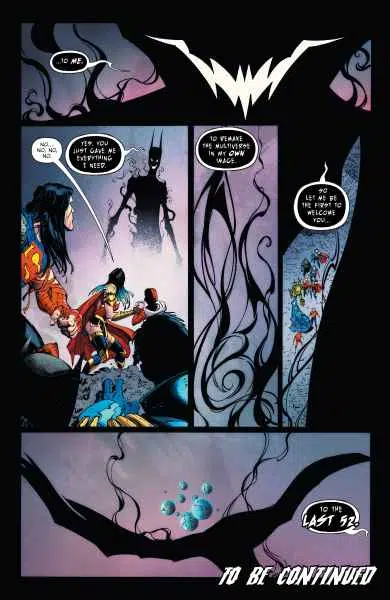 ...TO ME.
NO...
NO, NO,
NO.
YES. YOU
JUST GAVE ME
EVERYTHING
I NEED.
TO REMAKE
THE MULTIVERSE
IN MY OWN
IMAGE.
SO
LET ME BE
THE FIRST TO
WELCOME
YOU...
TO THE
LAST 52!
TO BE CONTINUED